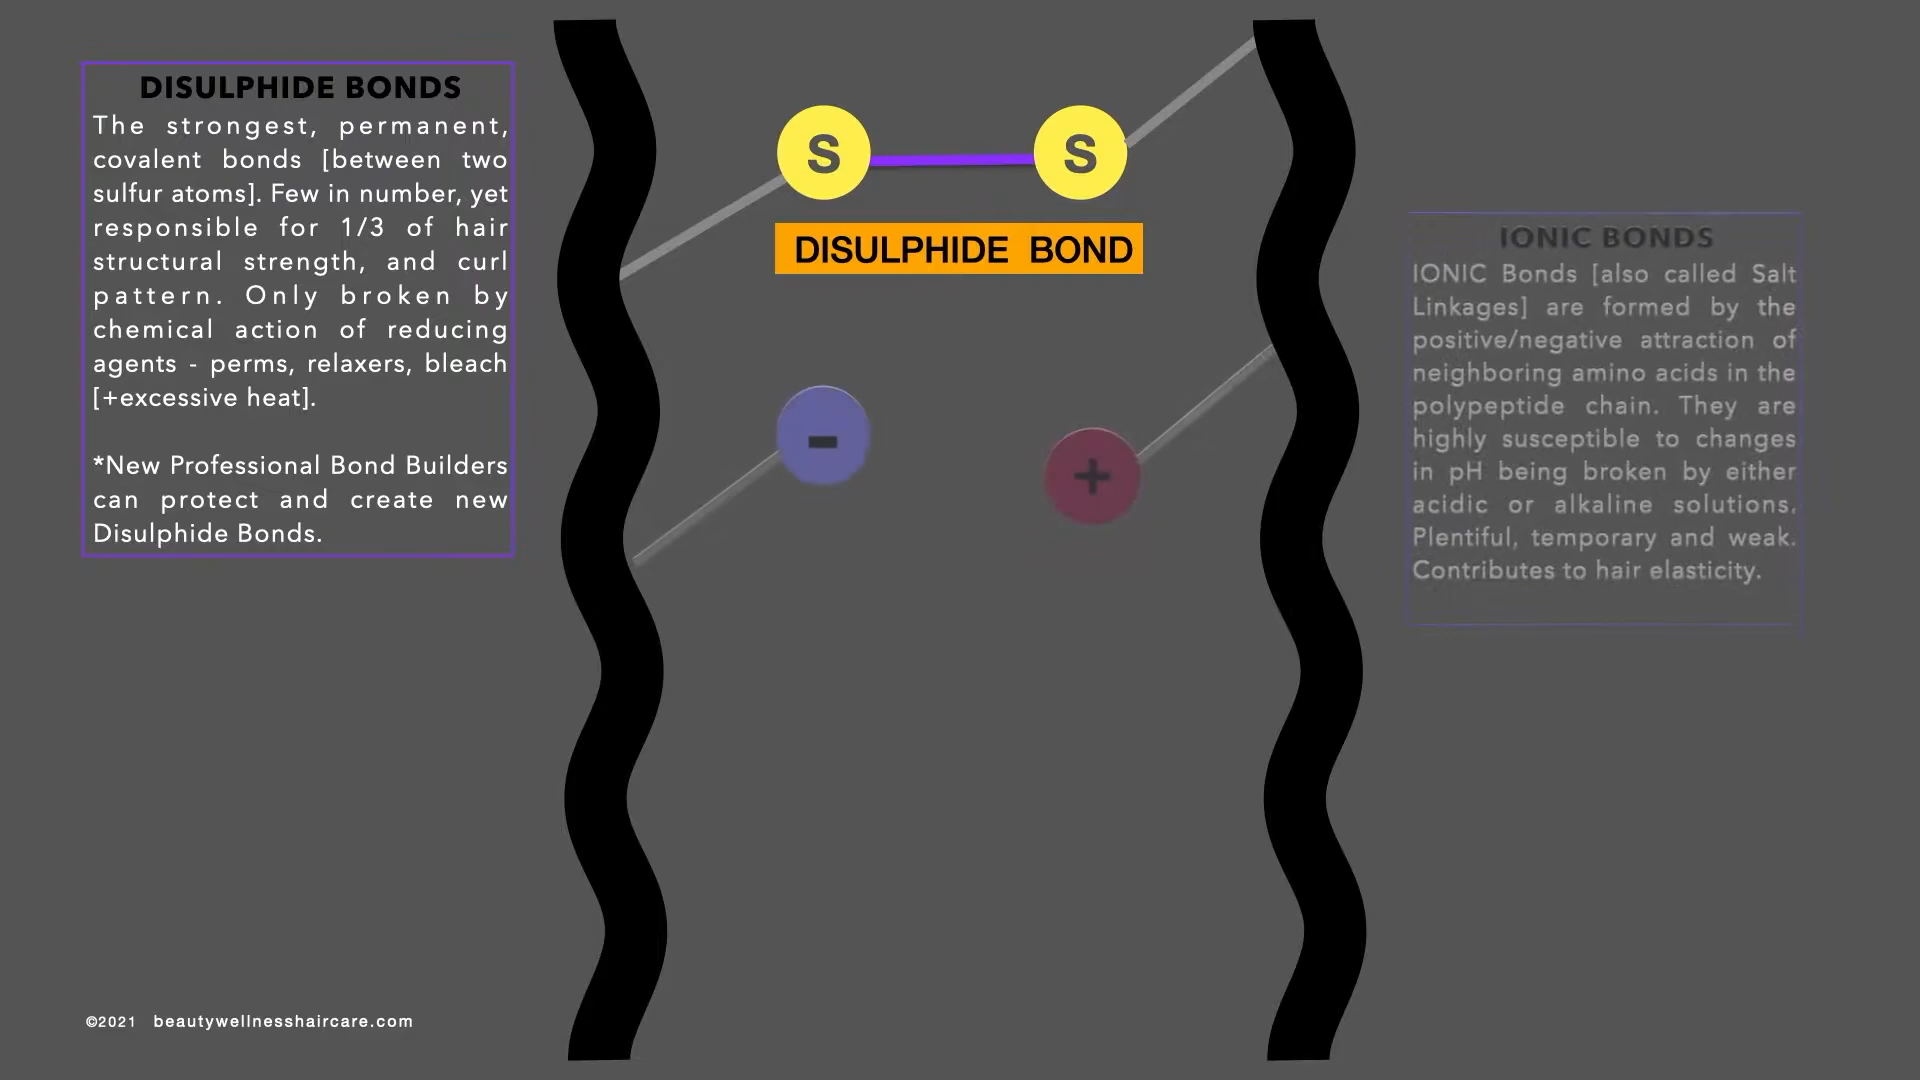 DISULPHIDE BONDS
The strongest, permanent,
covalent bonds [between two
sulfur atoms]. Few in number, yet
responsible for 1/3 of hair
structural strength, and curl
pattern. Only broken by
chemical action of reducing
agents - perms, relaxers, bleach
[+excessive heat].
*New Professional Bond Builders
can protect and create new
Disulphide Bonds.
S S
DISULPHIDE BOND
- +
IONIC BONDS
IONIC Bonds [also called Salt
Linkages] are formed by the
positive/negative attraction of
neighboring amino acids in the
polypeptide chain. They are
highly susceptible to changes
in pH being broken by either
acidic or alkaline solutions.
Plentiful, temporary and weak.
Contributes to hair elasticity.
©2021 beautywellnesshaircare.com